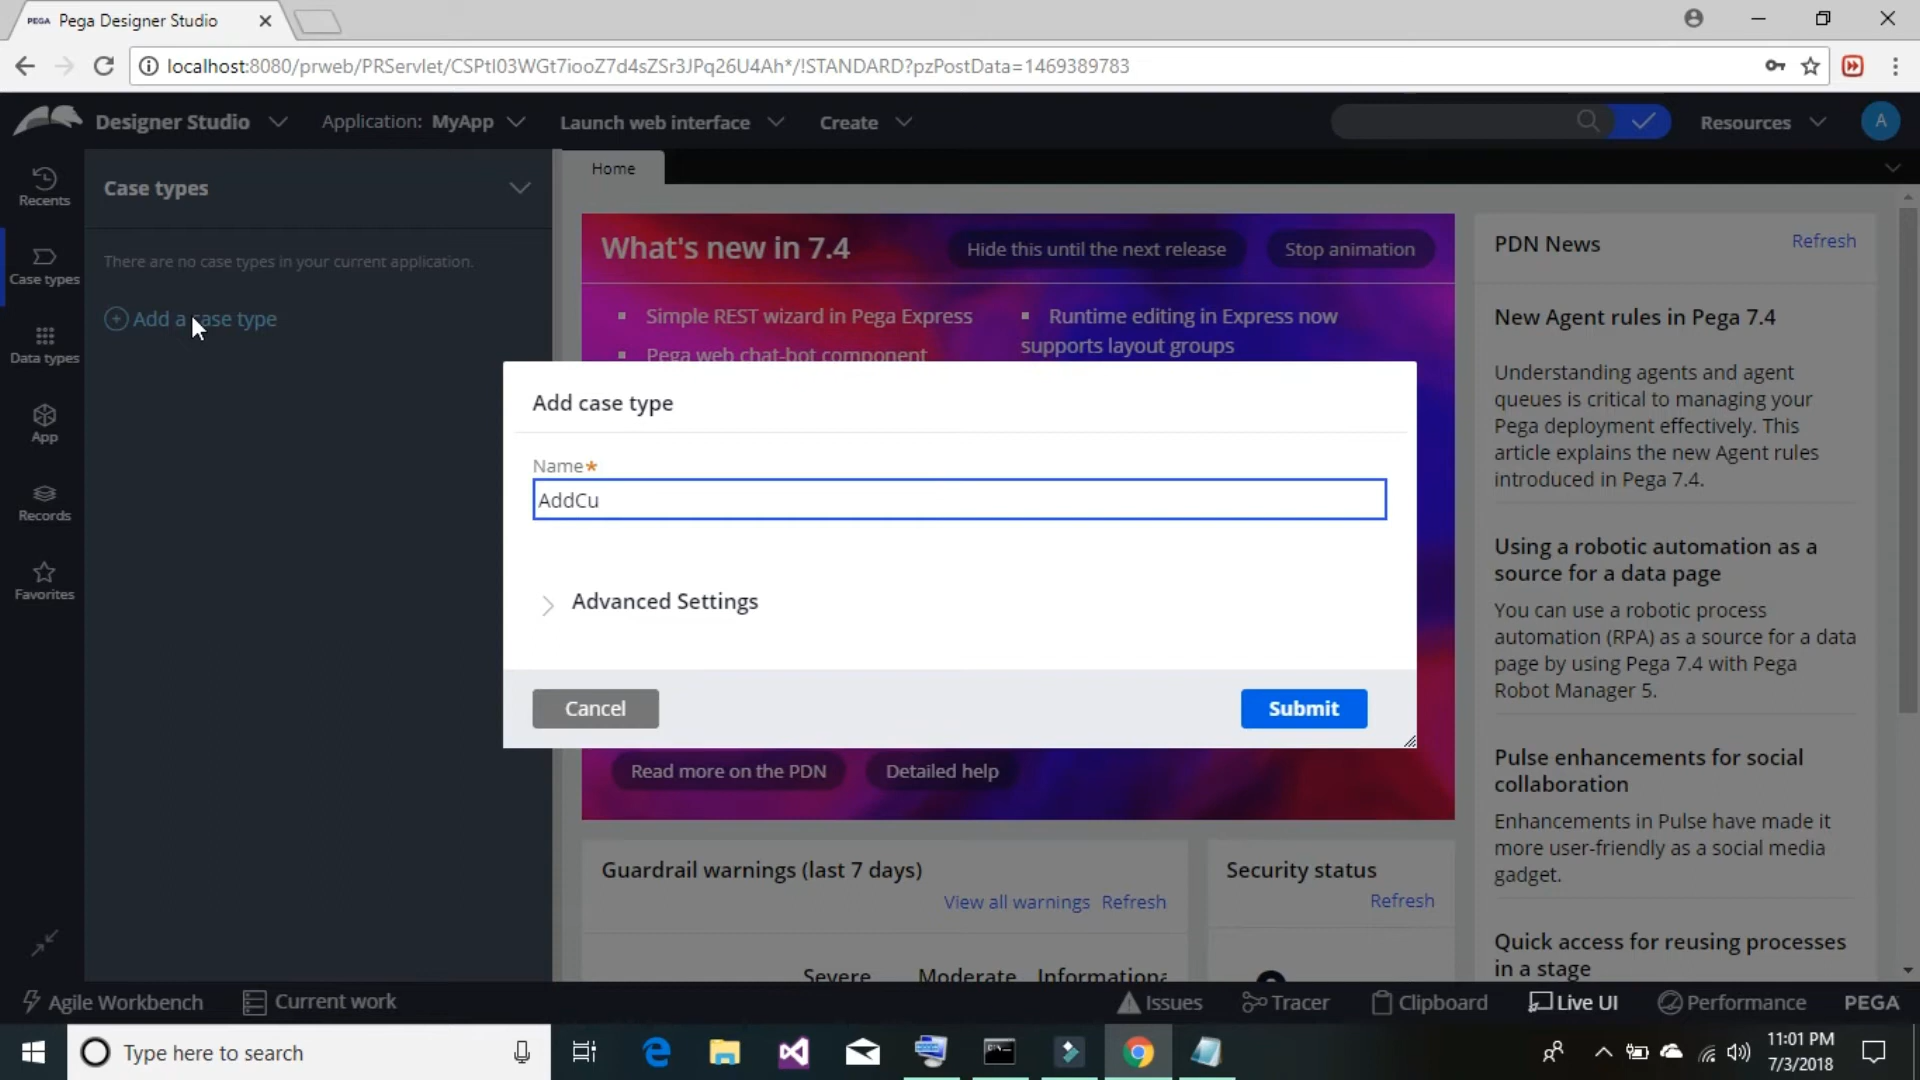 PEGA Pega Designer Studio
localhost:8080/prweb/PRServlet/CSPtI03WGt7iooZ7d4sZSr3JPq26U4Ah*/!STANDARD?pzPostData=1469389783
Designer Studio
Application: MyApp
Launch web interface
Create
Resources
A
Recents
Case types
Data types
App
Records
Favorites
Case types
There are no case types in your current application.
Add a case type
Home
What's new in 7.4
Hide this until the next release
Stop animation
Simple REST wizard in Pega Express
Pega web chat-bot component
Runtime editing in Express now
supports layout groups
Add case type
Name*
AddCu
Advanced Settings
Cancel
Submit
Read more on the PDN
Detailed help
Guardrail warnings (last 7 days)
View all warnings Refresh
Severe Moderate Informationa
Security status
Refresh
PDN News
Refresh
New Agent rules in Pega 7.4
Understanding agents and agent
queues is critical to managing your
Pega deployment effectively. This
article explains the new Agent rules
introduced in Pega 7.4.
Using a robotic automation as a
source for a data page
You can use a robotic process
automation (RPA) as a source for a data
page by using Pega 7.4 with Pega
Robot Manager 5.
Pulse enhancements for social
collaboration
Enhancements in Pulse have made it
more user-friendly as a social media
gadget.
Quick access for reusing processes
in a stage
Agile Workbench
Current work
Issues
Tracer
Clipboard
Live UI
Performance
PEGA
Type here to search
11:01 PM
7/3/2018